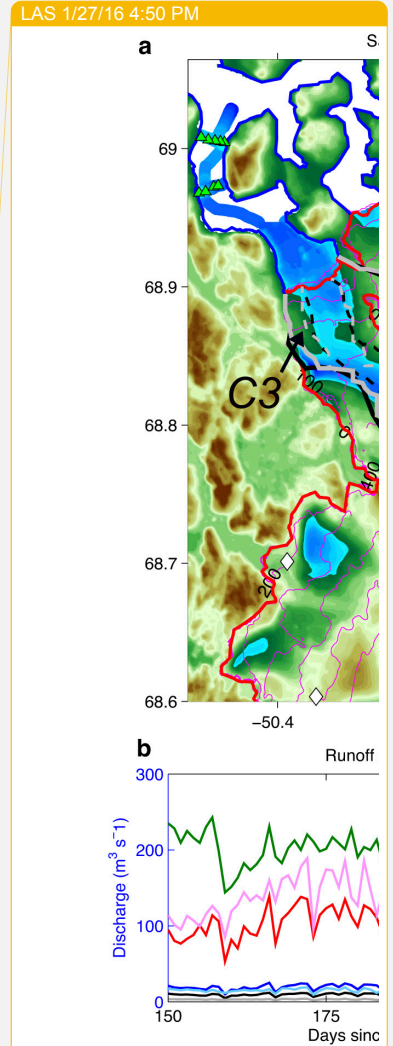 LAS 1/27/16 4:50 PM
a
69
68.9
C3
100
68.8
0
400
68.7
200
68.6
−50.4
b
Runoff
300
200
100
0
Discharge (m³ s⁻1)
150
175
Days sinc